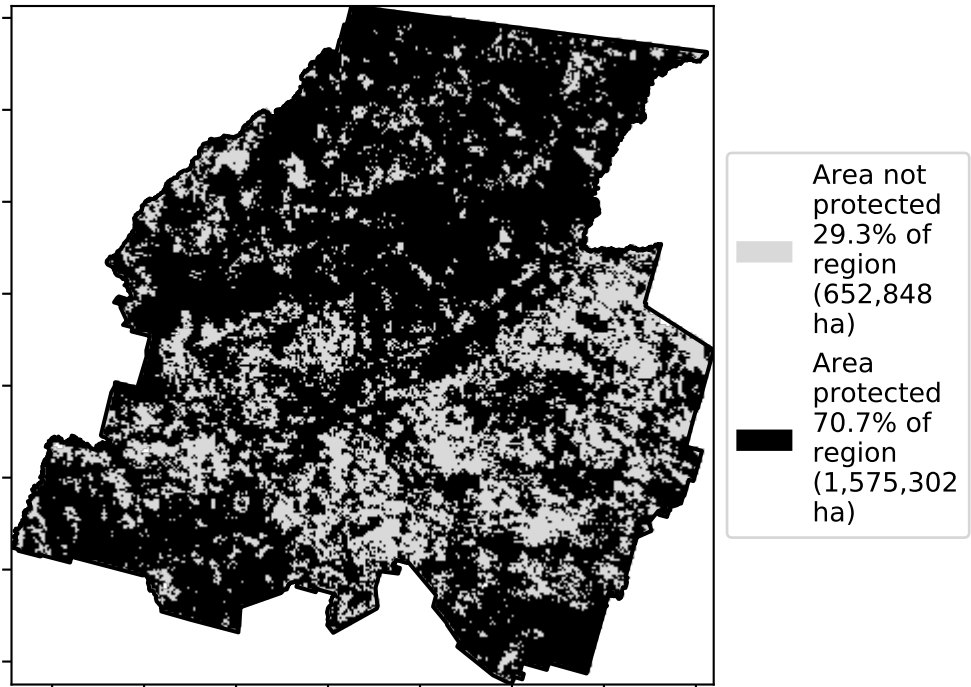 Area not
protected
29.3% of
region
(652,848
ha)
Area
protected
70.7% of
region
(1,575,302
ha)